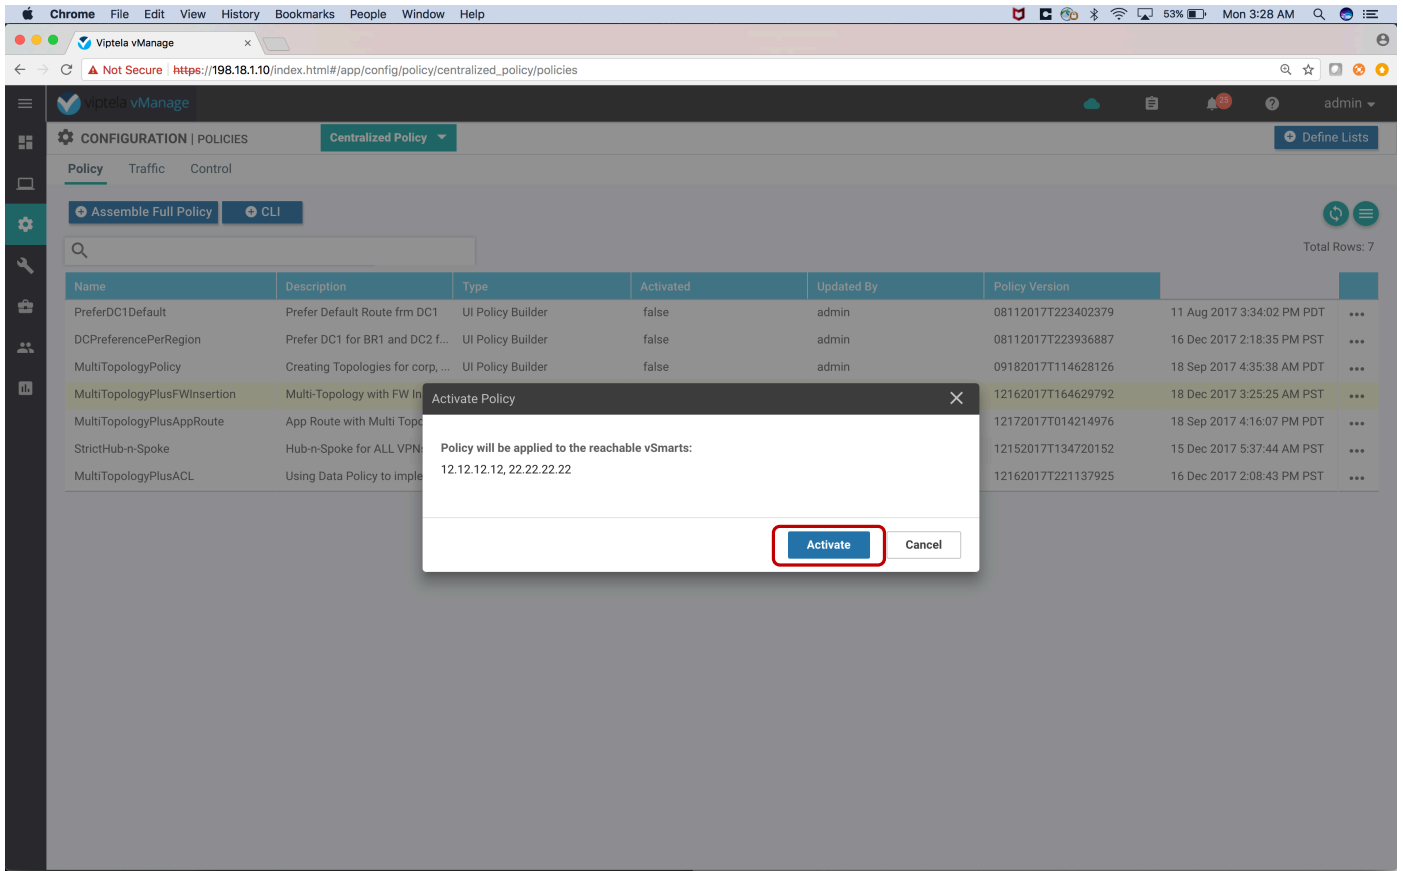 Chrome File Edit View History Bookmarks People Window Help 53% Mon 3:28 AM
Viptela vManage
Not Secure https://198.18.1.10/index.html#/app/config/policy/centralized_policy/policies
viptela vManage 25 admin
CONFIGURATION | POLICIES Centralized Policy Define Lists
Policy Traffic Control
Assemble Full Policy CLI
Total Rows: 7
Name Description Type Activated Updated By Policy Version
PreferDC1Default Prefer Default Route frm DC1 UI Policy Builder false admin 08112017T223402379 11 Aug 2017 3:34:02 PM PDT
DCPreferencePerRegion Prefer DC1 for BR1 and DC2 f... UI Policy Builder false admin 08112017T223936887 16 Dec 2017 2:18:35 PM PST
MultiTopologyPolicy Creating Topologies for corp, ... UI Policy Builder false admin 09182017T114628126 18 Sep 2017 4:35:38 AM PDT
MultiTopologyPlusFWInsertion Multi-Topology with FW In 12162017T164629792 18 Dec 2017 3:25:25 AM PST
MultiTopologyPlusAppRoute App Route with Multi Topo 12172017T014214976 18 Sep 2017 4:16:07 PM PDT
StrictHub-n-Spoke Hub-n-Spoke for ALL VPN 12152017T134720152 15 Dec 2017 5:37:44 AM PST
MultiTopologyPlusACL Using Data Policy to imple 12162017T221137925 16 Dec 2017 2:08:43 PM PST
Activate Policy
Policy will be applied to the reachable vSmarts:
12.12.12.12, 22.22.22.22
Activate Cancel